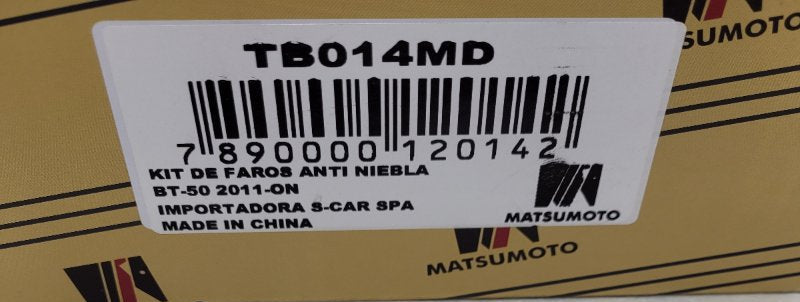 TB014MD
SUMOTO
7 890000 120142
KIT DE FAROS ANTI NIEBLA
BT-50 2011-ON
IMPORTADORA S-CAR SPA
MADE IN CHINA
MATSUMOTO
MATSUMOTO